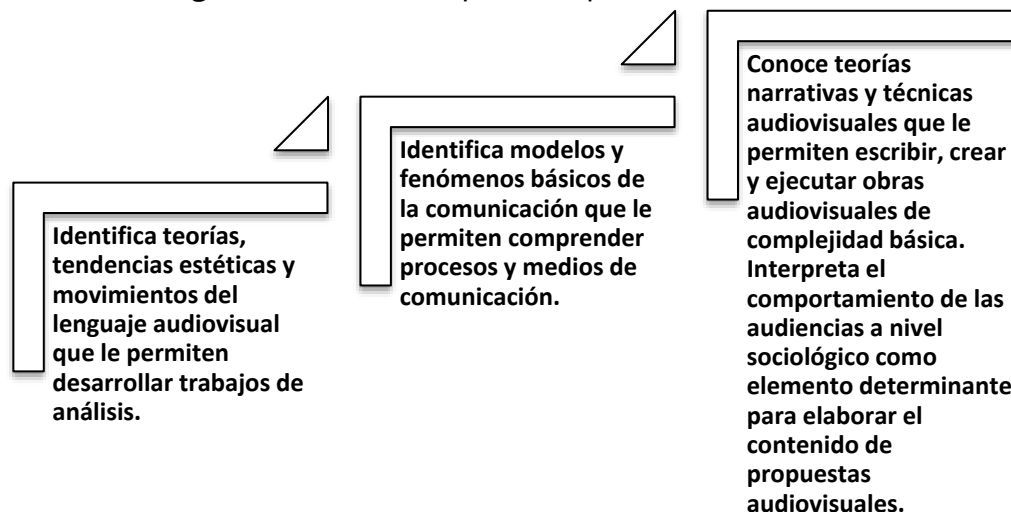 Identifica teorías,
tendencias estéticas y
movimientos del
lenguaje audiovisual
que le permiten
desarrollar trabajos de
análisis.
Identifica modelos y
fenómenos básicos de
la comunicación que le
permiten comprender
procesos y medios de
comunicación.
Conoce teorías
narrativas y técnicas
audiovisuales que le
permiten escribir, crear
y ejecutar obras
audiovisuales de
complejidad básica.
Interpreta el
comportamiento de las
audiencias a nivel
sociológico como
elemento determinante
para elaborar el
contenido de
propuestas
audiovisuales.